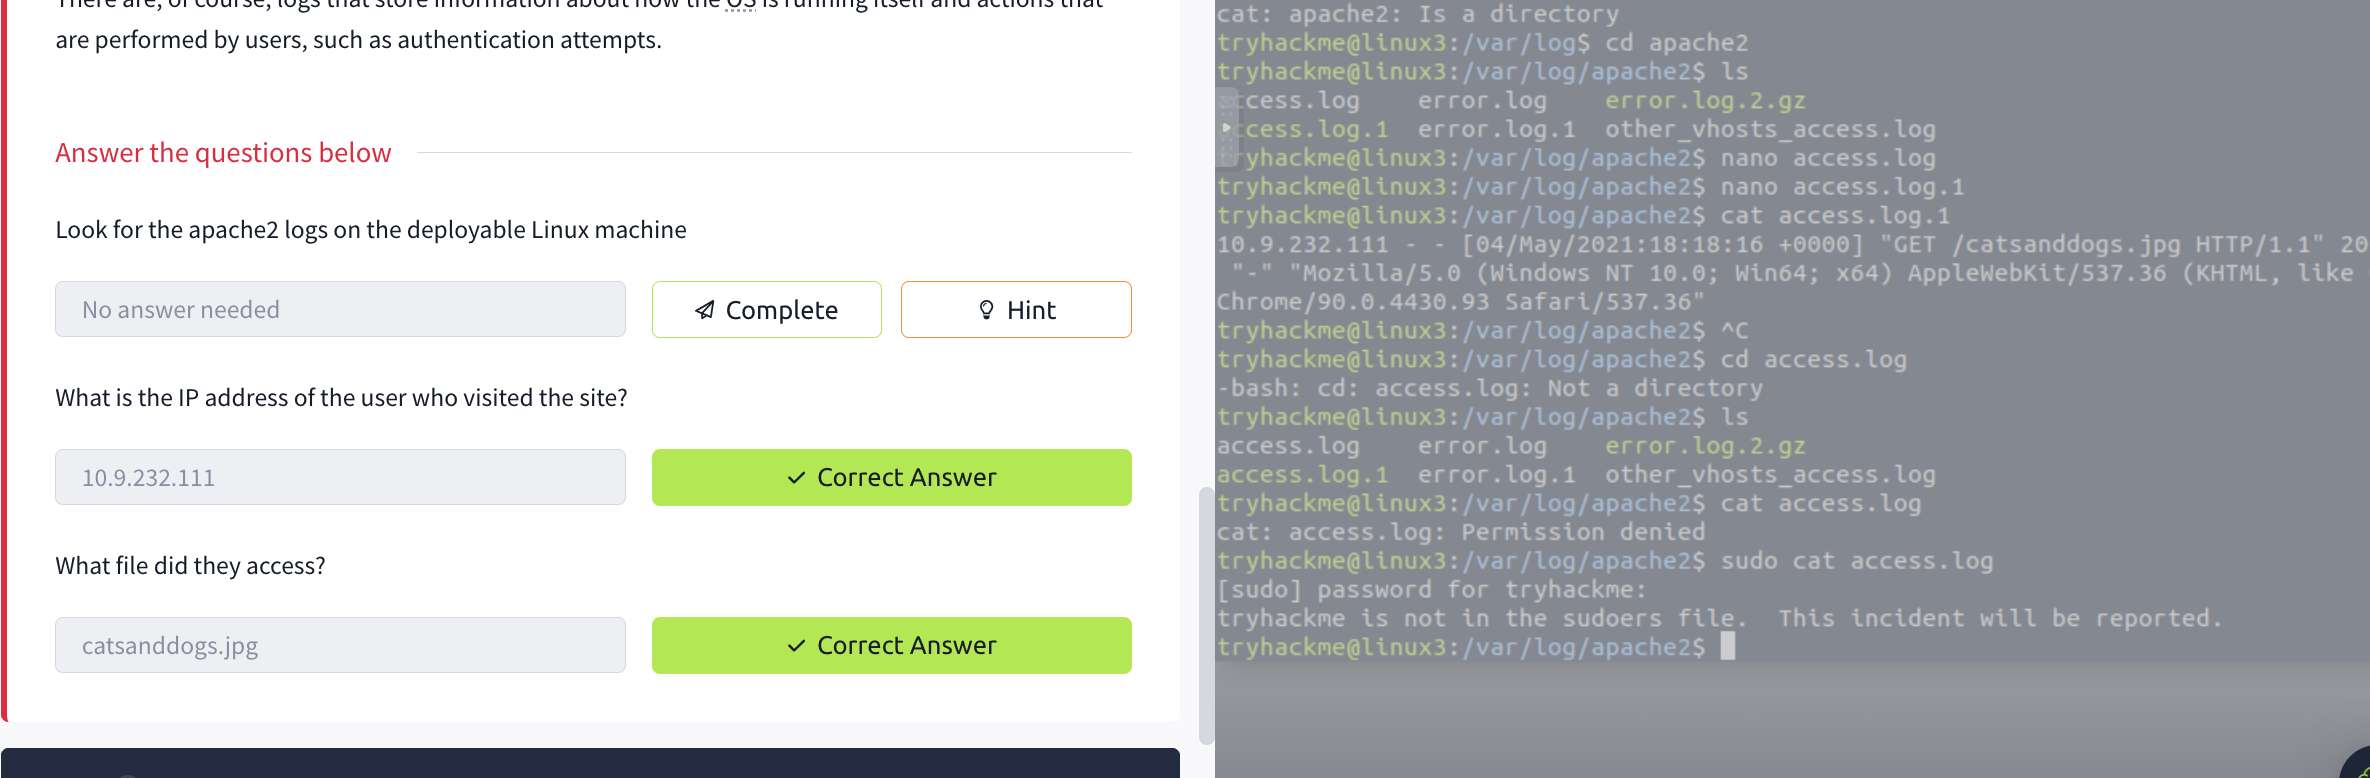 There are, of course, logs that store information about how the OS is running itself and actions that
are performed by users, such as authentication attempts.
Answer the questions below
Look for the apache2 logs on the deployable Linux machine
No answer needed
Complete
Hint
What is the IP address of the user who visited the site?
10.9.232.111
Correct Answer
What file did they access?
catsanddogs.jpg
Correct Answer
cat: apache2: Is a directory
tryhackme@linux3:/var/log$ cd apache2
tryhackme@linux3:/var/log/apache2$ ls
access.log    error.log    error.log.2.gz
access.log.1  error.log.1  other_vhosts_access.log
tryhackme@linux3:/var/log/apache2$ nano access.log
tryhackme@linux3:/var/log/apache2$ nano access.log.1
tryhackme@linux3:/var/log/apache2$ cat access.log.1
10.9.232.111 - - [04/May/2021:18:18:16 +0000] "GET /catsanddogs.jpg HTTP/1.1" 20
"-" "Mozilla/5.0 (Windows NT 10.0; Win64; x64) AppleWebKit/537.36 (KHTML, like
Chrome/90.0.4430.93 Safari/537.36"
tryhackme@linux3:/var/log/apache2$ ^C
tryhackme@linux3:/var/log/apache2$ cd access.log
-bash: cd: access.log: Not a directory
tryhackme@linux3:/var/log/apache2$ ls
access.log    error.log    error.log.2.gz
access.log.1  error.log.1  other_vhosts_access.log
tryhackme@linux3:/var/log/apache2$ cat access.log
cat: access.log: Permission denied
tryhackme@linux3:/var/log/apache2$ sudo cat access.log
[sudo] password for tryhackme:
tryhackme is not in the sudoers file.  This incident will be reported.
tryhackme@linux3:/var/log/apache2$